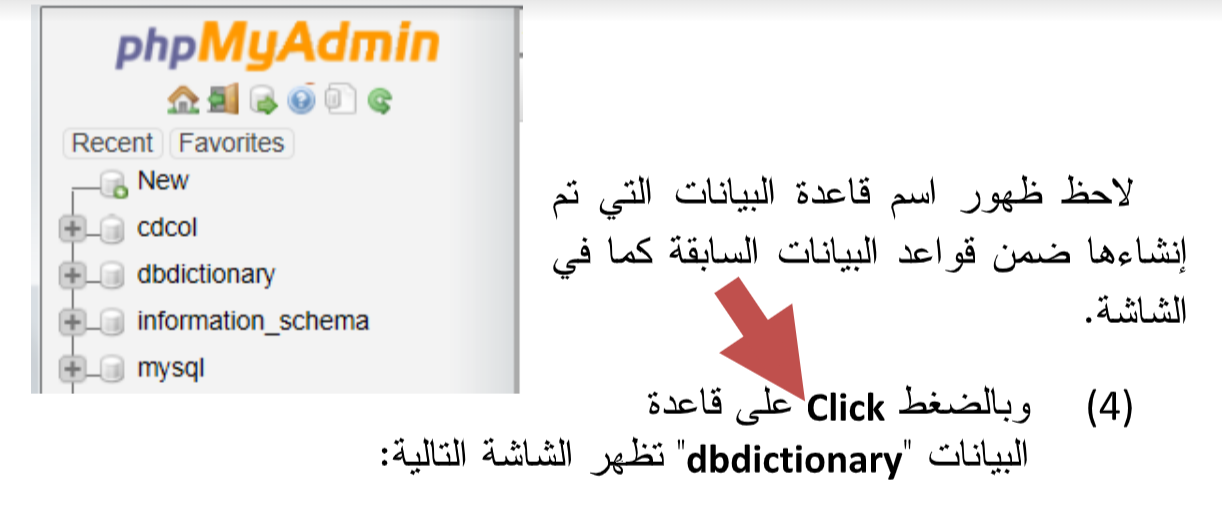 phpMyAdmin
Recent Favorites
New
cdcol
dbdictionary
information_schema
mysql
لاحظ ظهور اسم قاعدة البيانات التي تم
إنشاءها ضمن قواعد البيانات السابقة كما في
الشاشة.
(4) وبالضغط Click على قاعدة
البيانات "dbdictionary" تظهر الشاشة التالية: